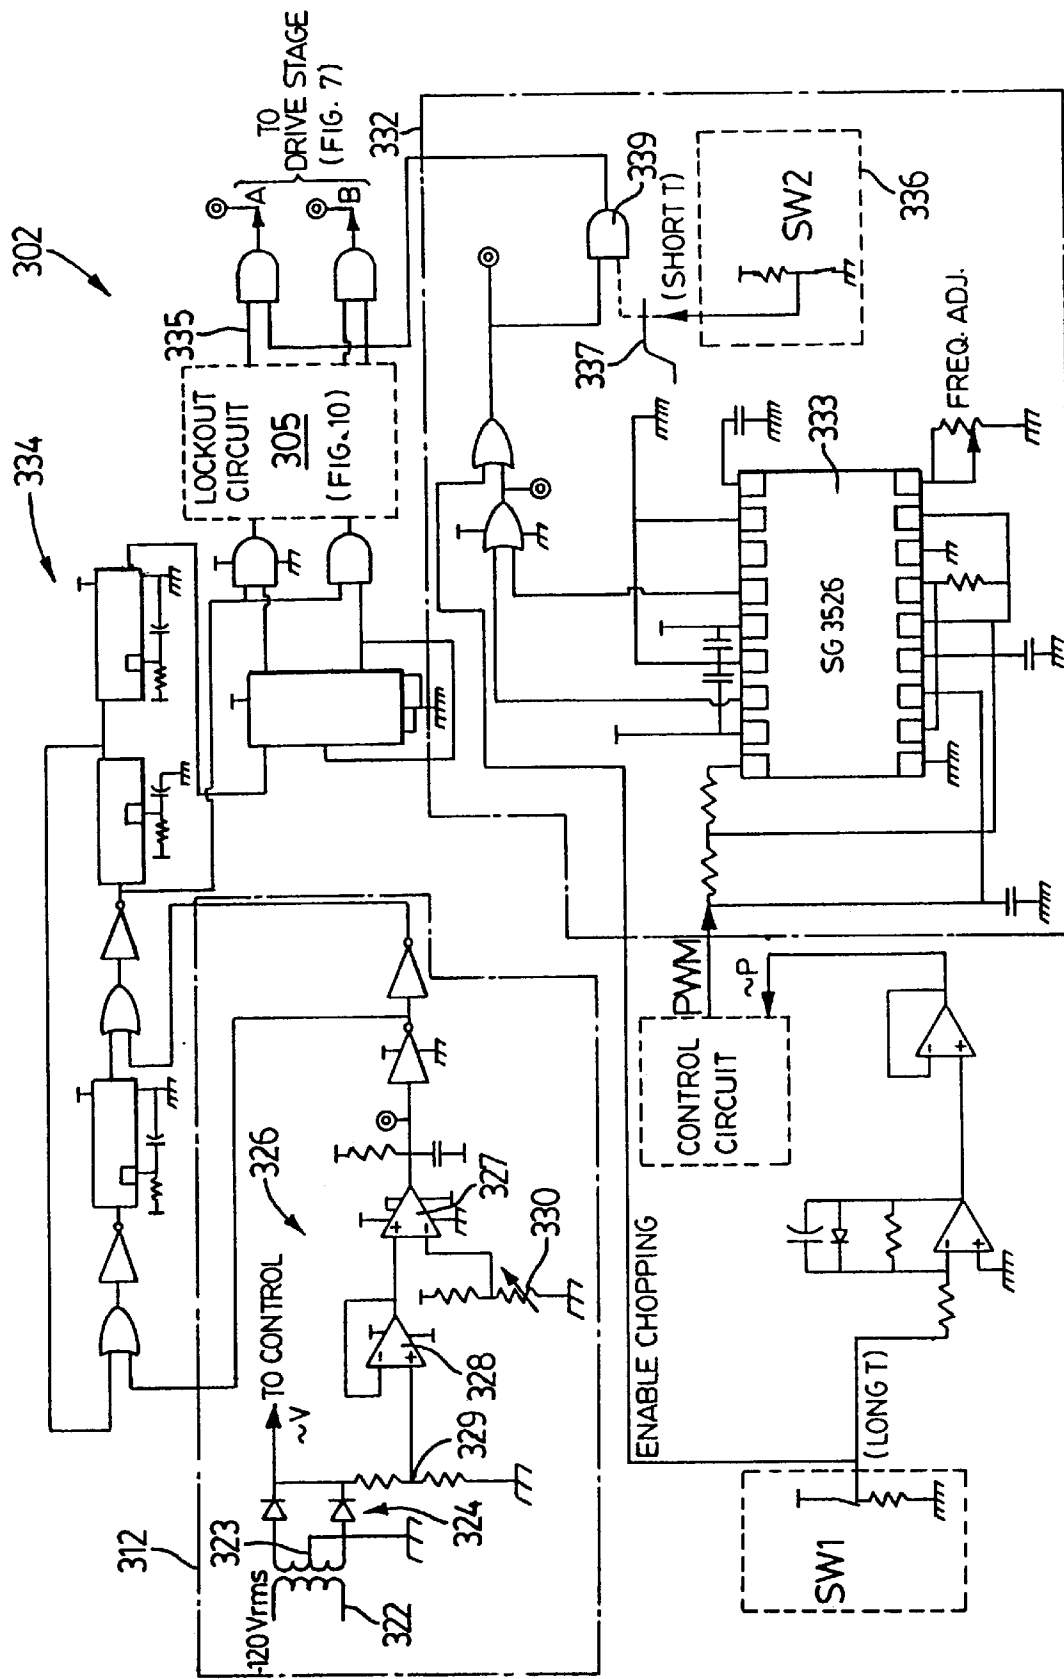 302
334
TO
DRIVE STAGE
(FIG. 7)
A
B
335
LOCKOUT
CIRCUIT
305
(FIG.10)
332
339
337
(SHORT T)
SW2
336
333
SG 3526
FREQ. ADJ.
312
~120Vrms
322
323
324
TO CONTROL
~V
329
328
326
327
330
ENABLE CHOPPING
PWM
~P
CONTROL
CIRCUIT
(LONG T)
SW1